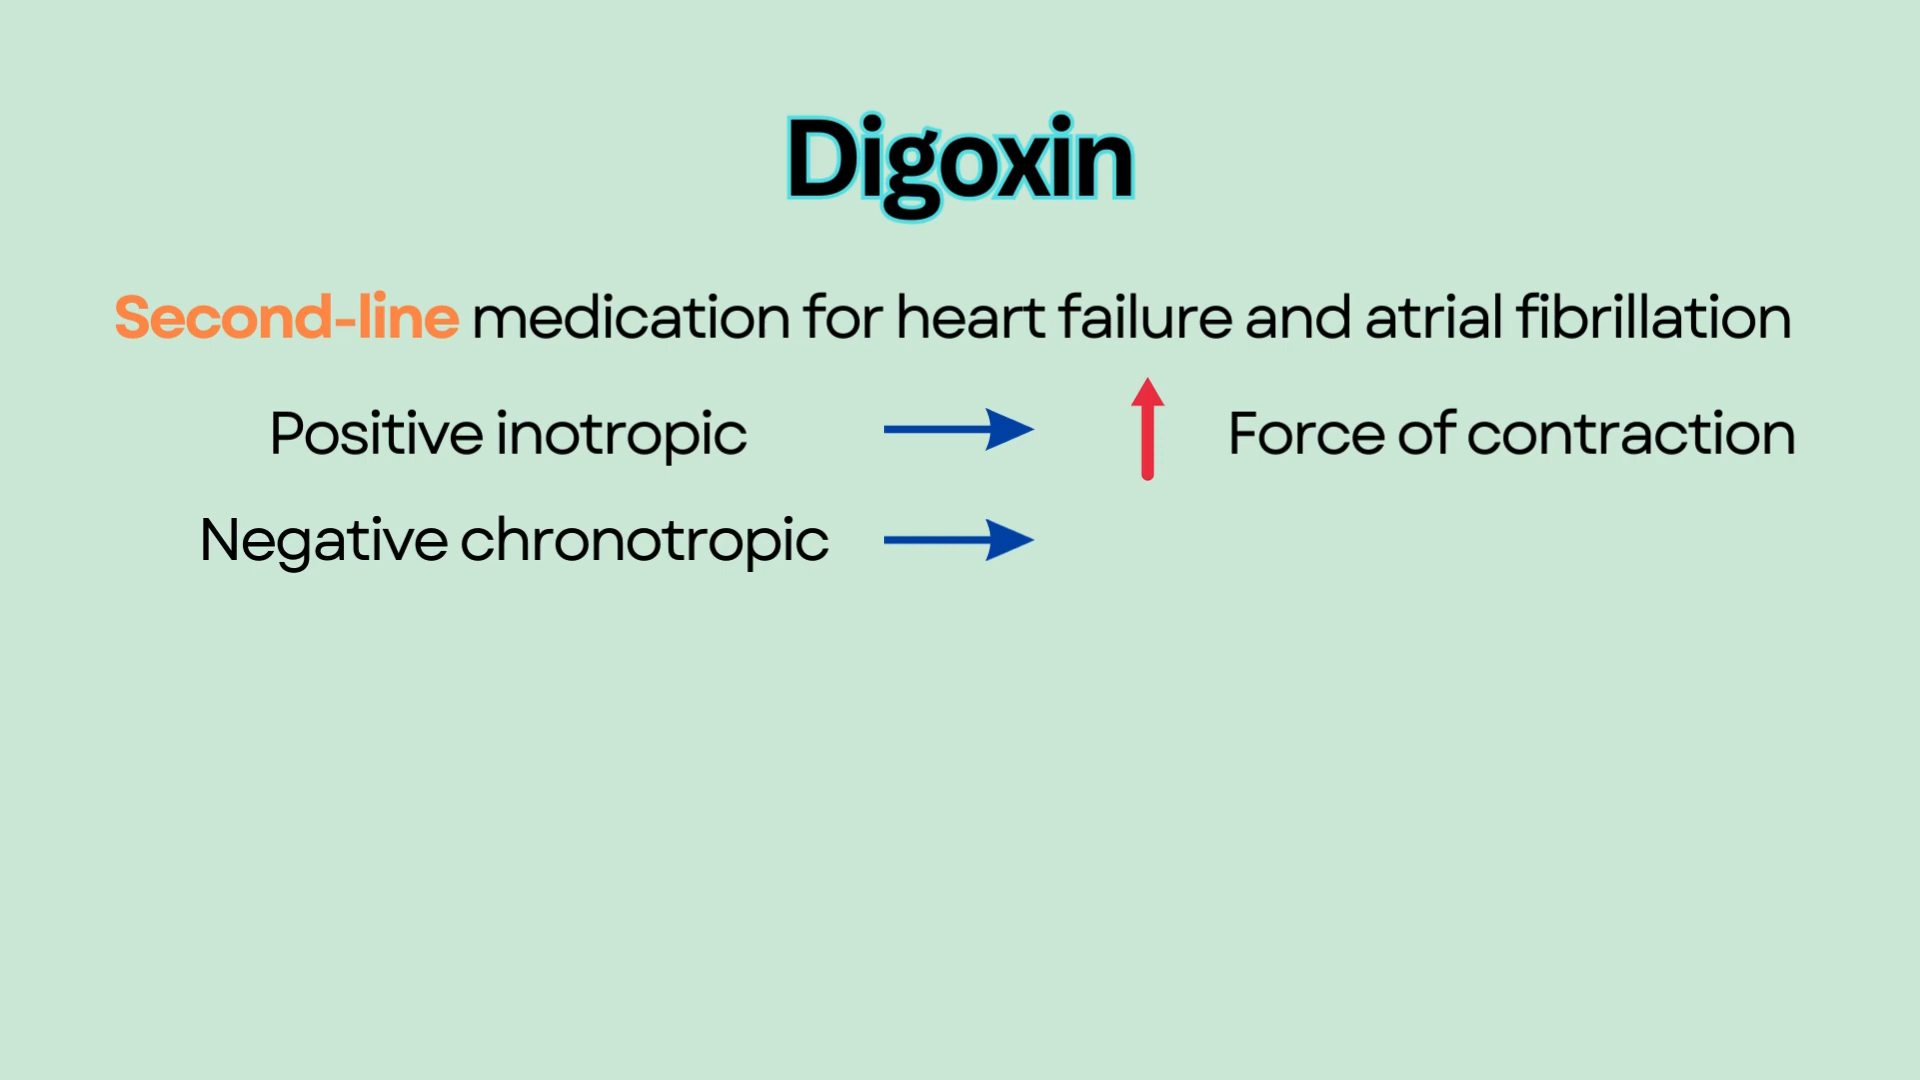 Digoxin
Second-line medication for heart failure and atrial fibrillation
Positive inotropic Force of contraction
Negative chronotropic